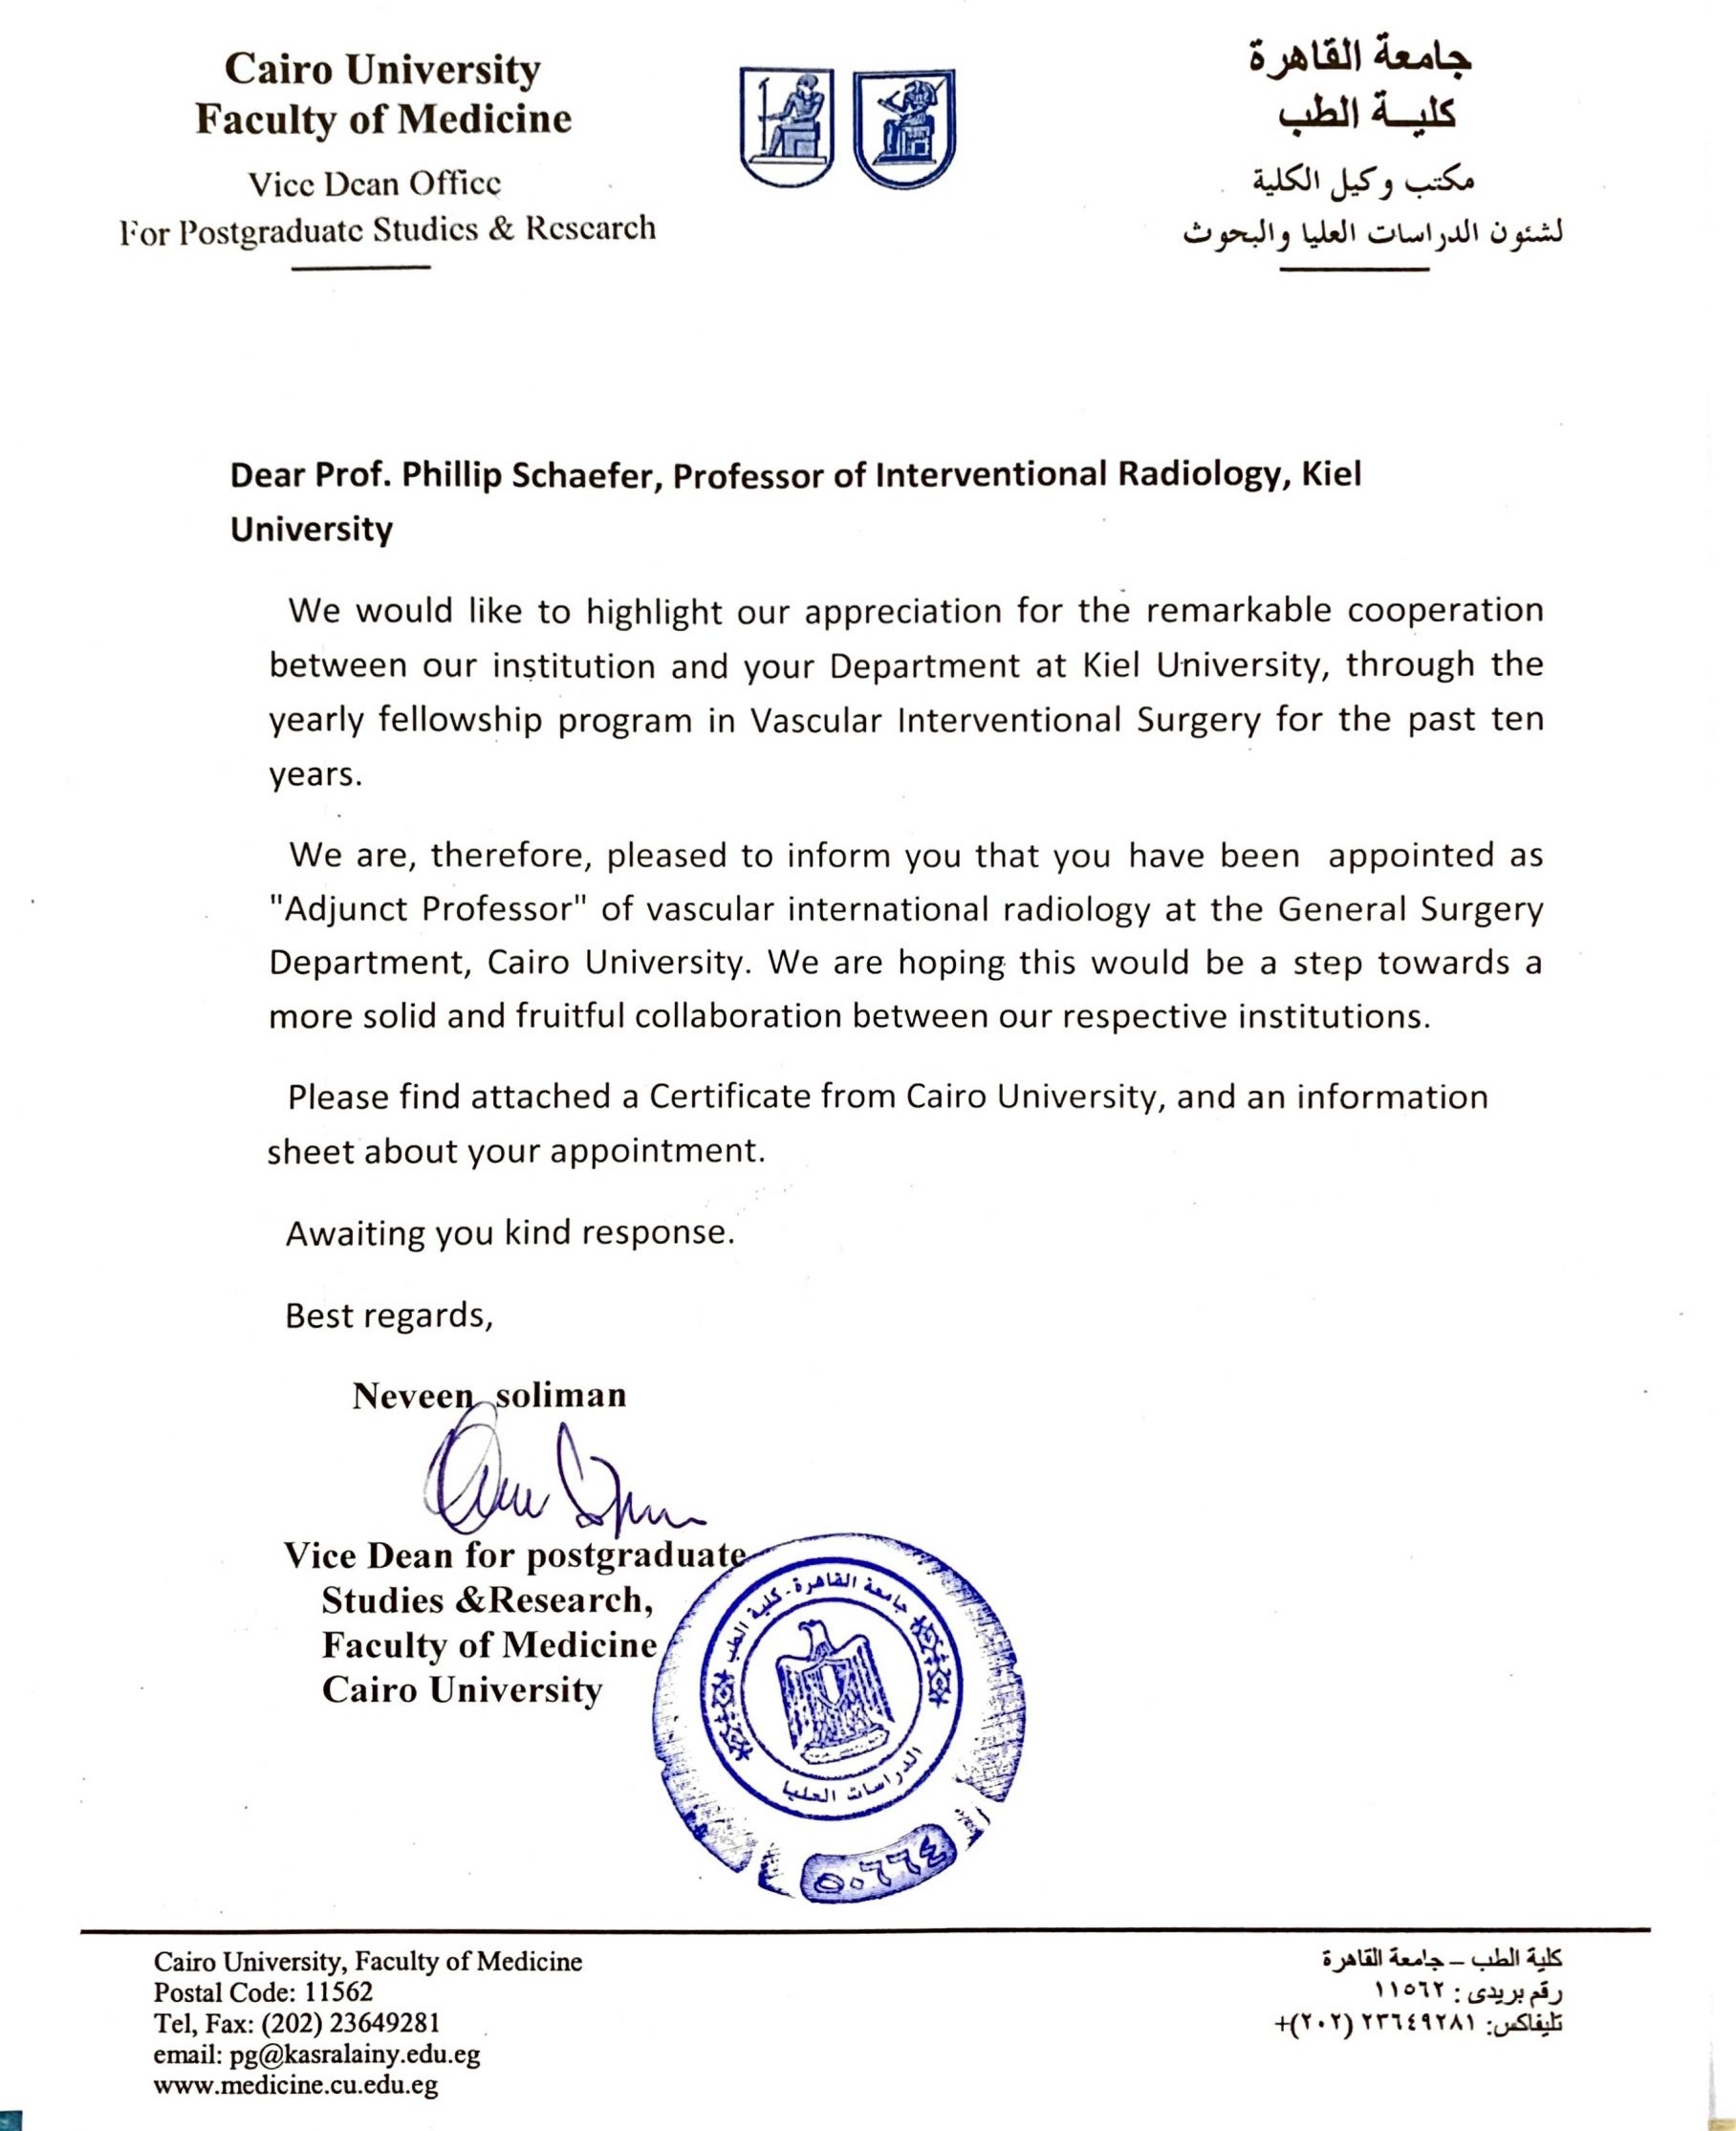 Cairo University
Faculty of Medicine
Vice Dean Office
For Postgraduate Studies & Research
جامعة القاهرة
كليـــة الطب
مكتب وكيل الكلية
لشئون الدراسات العليا والبحوث
Dear Prof. Phillip Schaefer, Professor of Interventional Radiology, Kiel
University
We would like to highlight our appreciation for the remarkable cooperation
between our institution and your Department at Kiel University, through the
yearly fellowship program in Vascular Interventional Surgery for the past ten
years.
We are, therefore, pleased to inform you that you have been appointed as
"Adjunct Professor" of vascular international radiology at the General Surgery
Department, Cairo University. We are hoping this would be a step towards a
more solid and fruitful collaboration between our respective institutions.
Please find attached a Certificate from Cairo University, and an information
sheet about your appointment.
Awaiting you kind response.
Best regards,
Neveen soliman
Vice Dean for postgraduate
Studies &Research,
Faculty of Medicine
Cairo University
جامعة القاهرة - كلية الطب
الدراسات العليا
٥٠٦٦٤
Cairo University, Faculty of Medicine
Postal Code: 11562
Tel, Fax: (202) 23649281
email: pg@kasralainy.edu.eg
www.medicine.cu.edu.eg
كلية الطب – جامعة القاهرة
رقم بريدى : ١١٥٦٢
تليفاكس: ٢٣٦٤٩٢٨١ (٢٠٢)+